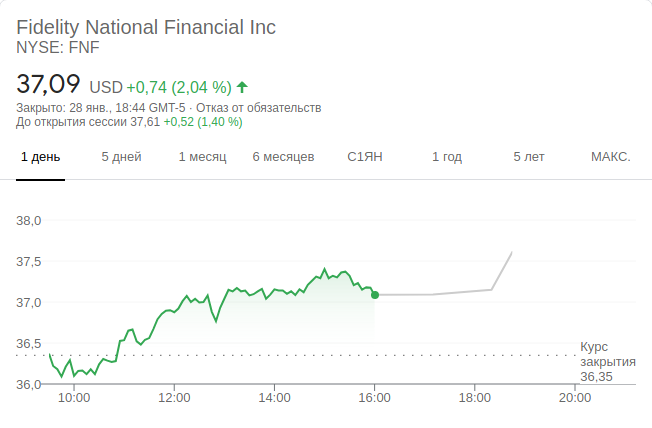 Fidelity National Financial Inc
NYSE: FNF
37,09 USD +0,74 (2,04 %)
Закрыто: 28 янв., 18:44 GMT-5 · Отказ от обязательств
До открытия сессии 37,61 +0,52 (1,40 %)
1 день 5 дней 1 месяц 6 месяцев С1ЯН 1 год 5 лет МАКС.
38,0
37,5
37,0
36,5
Курс
закрытия
36,35
36,0
10:00 12:00 14:00 16:00 18:00 20:00